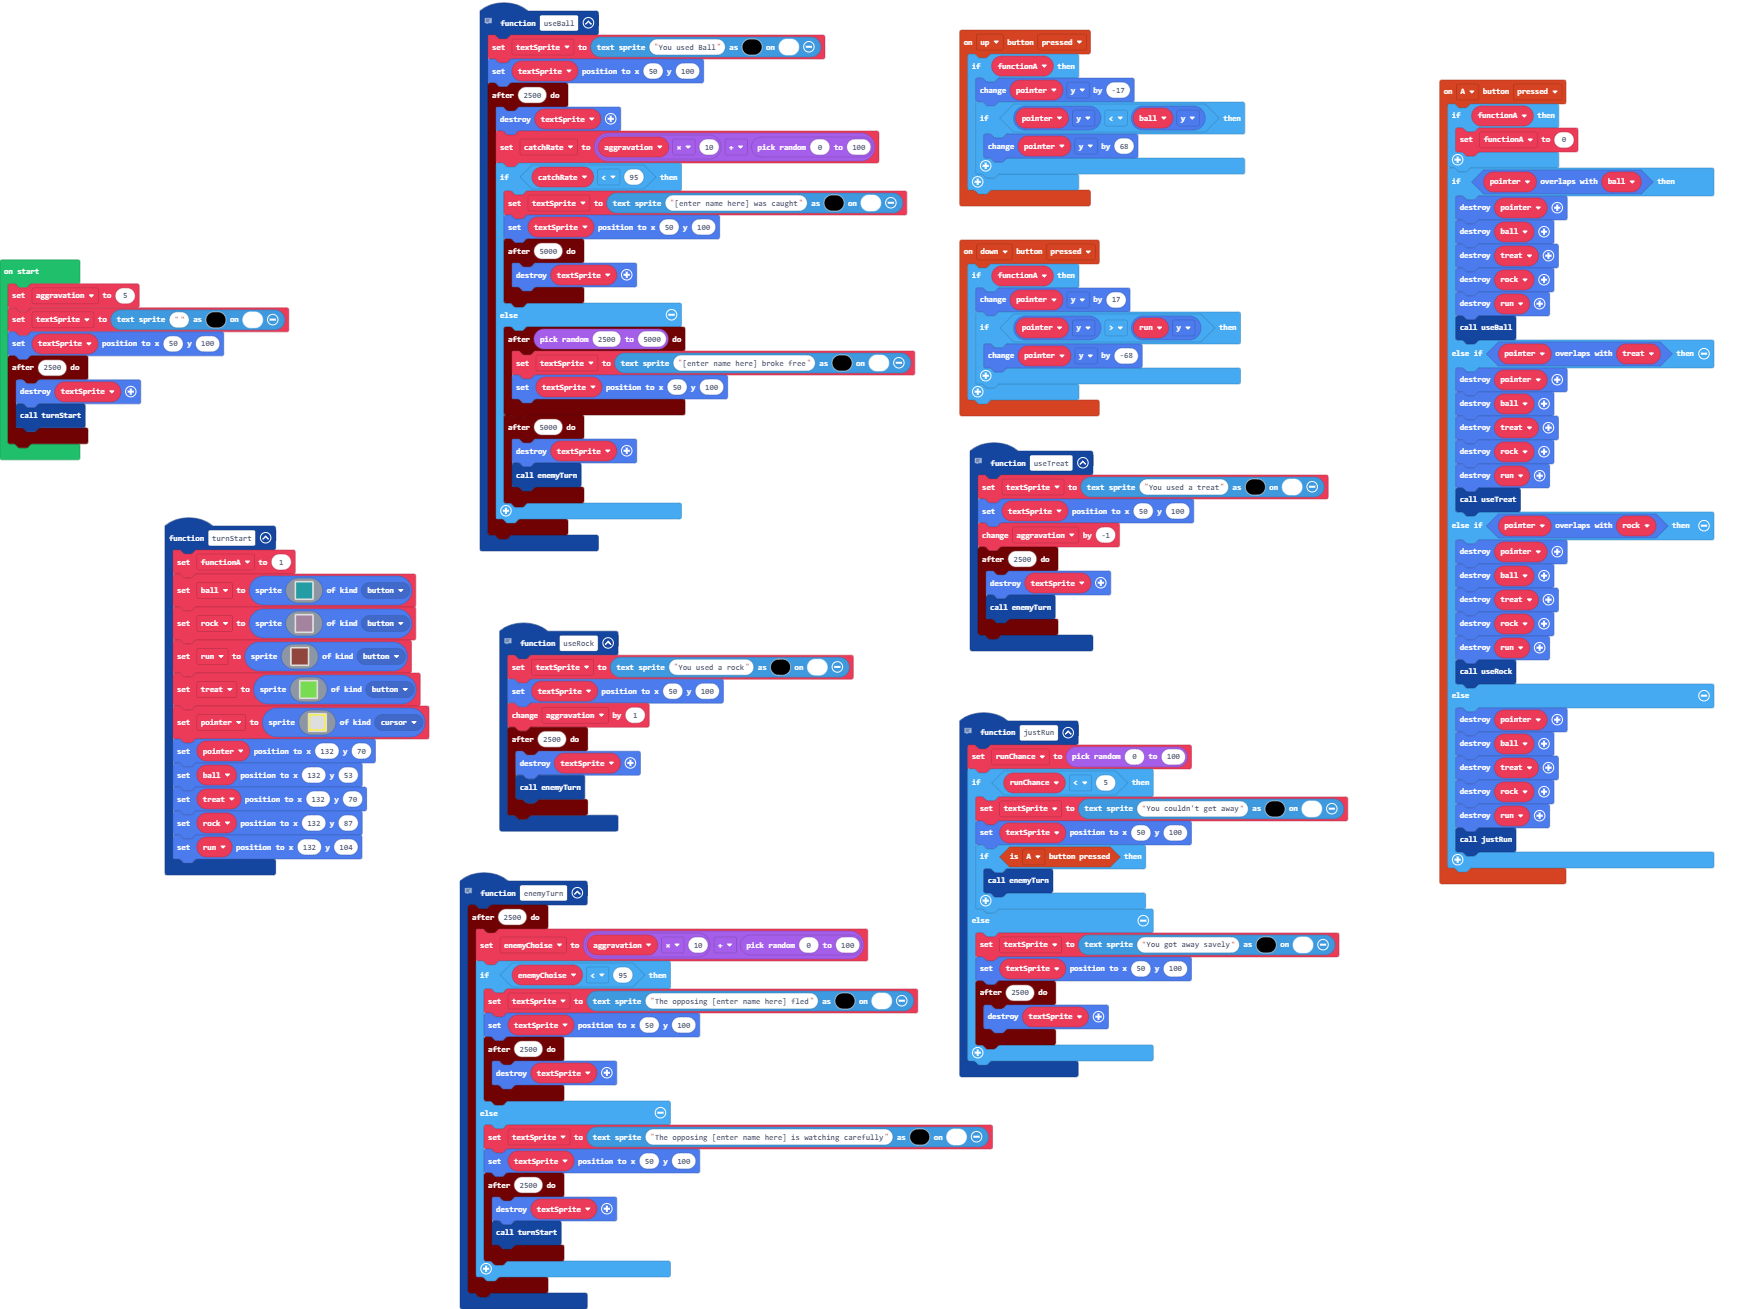 on start
set aggravation to 5
set textSprite to text sprite "" as on
set textSprite position to x 50 y 100
after 2500 do
destroy textSprite
call turnStart
function turnStart
set functionA to 1
set ball to sprite of kind button
set rock to sprite of kind button
set run to sprite of kind button
set treat to sprite of kind button
set pointer to sprite of kind cursor
set pointer position to x 132 y 70
set ball position to x 132 y 53
set treat position to x 132 y 70
set rock position to x 132 y 87
set run position to x 132 y 104
function useBall
set textSprite to text sprite "You used Ball" as on
set textSprite position to x 50 y 100
after 2500 do
destroy textSprite
set catchRate to aggravation × 10 + pick random 0 to 100
if catchRate < 95 then
set textSprite to text sprite "[enter name here] was caught" as on
set textSprite position to x 50 y 100
after 5000 do
destroy textSprite
else
after pick random 2500 to 5000 do
set textSprite to text sprite "[enter name here] broke free" as on
set textSprite position to x 50 y 100
after 5000 do
destroy textSprite
call enemyTurn
function useRock
set textSprite to text sprite "You used a rock" as on
set textSprite position to x 50 y 100
change aggravation by 1
after 2500 do
destroy textSprite
call enemyTurn
function enemyTurn
after 2500 do
set enemyChoise to aggravation × 10 + pick random 0 to 100
if enemyChoise < 95 then
set textSprite to text sprite "The opposing [enter name here] fled" as on
set textSprite position to x 50 y 100
after 2500 do
destroy textSprite
else
set textSprite to text sprite "The opposing [enter name here] is watching carefully" as on
set textSprite position to x 50 y 100
after 2500 do
destroy textSprite
call turnStart
on up button pressed
if functionA then
change pointer y by -17
if pointer y < ball y then
change pointer y by 68
on down button pressed
if functionA then
change pointer y by 17
if pointer y > run y then
change pointer y by -68
function useTreat
set textSprite to text sprite "You used a treat" as on
set textSprite position to x 50 y 100
change aggravation by -1
after 2500 do
destroy textSprite
call enemyTurn
function justRun
set runChance to pick random 0 to 100
if runChance < 5 then
set textSprite to text sprite "You couldn't get away" as on
set textSprite position to x 50 y 100
if is A button pressed then
call enemyTurn
else
set textSprite to text sprite "You got away savely" as on
set textSprite position to x 50 y 100
after 2500 do
destroy textSprite
on A button pressed
if functionA then
set functionA to 0
if pointer overlaps with ball then
destroy pointer
destroy ball
destroy treat
destroy rock
destroy run
call useBall
else if pointer overlaps with treat then
destroy pointer
destroy ball
destroy treat
destroy rock
destroy run
call useTreat
else if pointer overlaps with rock then
destroy pointer
destroy ball
destroy treat
destroy rock
destroy run
call useRock
else
destroy pointer
destroy ball
destroy treat
destroy rock
destroy run
call justRun